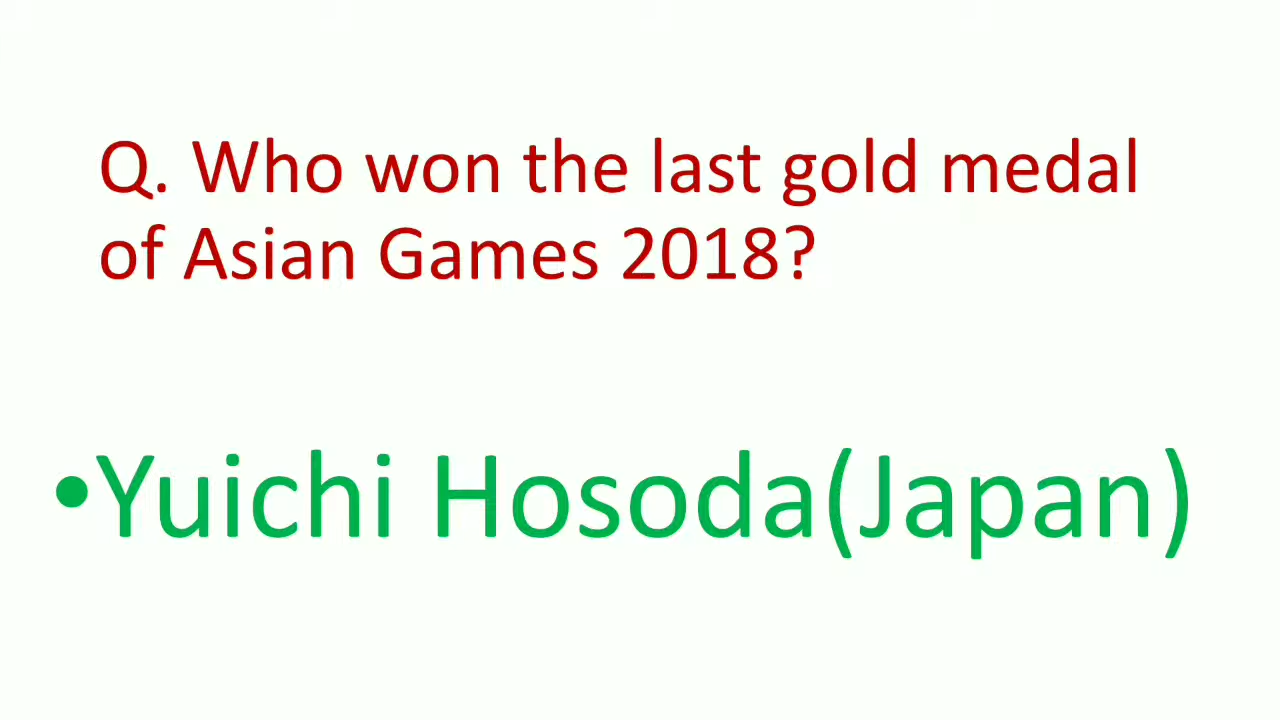 Q. Who won the last gold medal
of Asian Games 2018?
•Yuichi Hosoda(Japan)